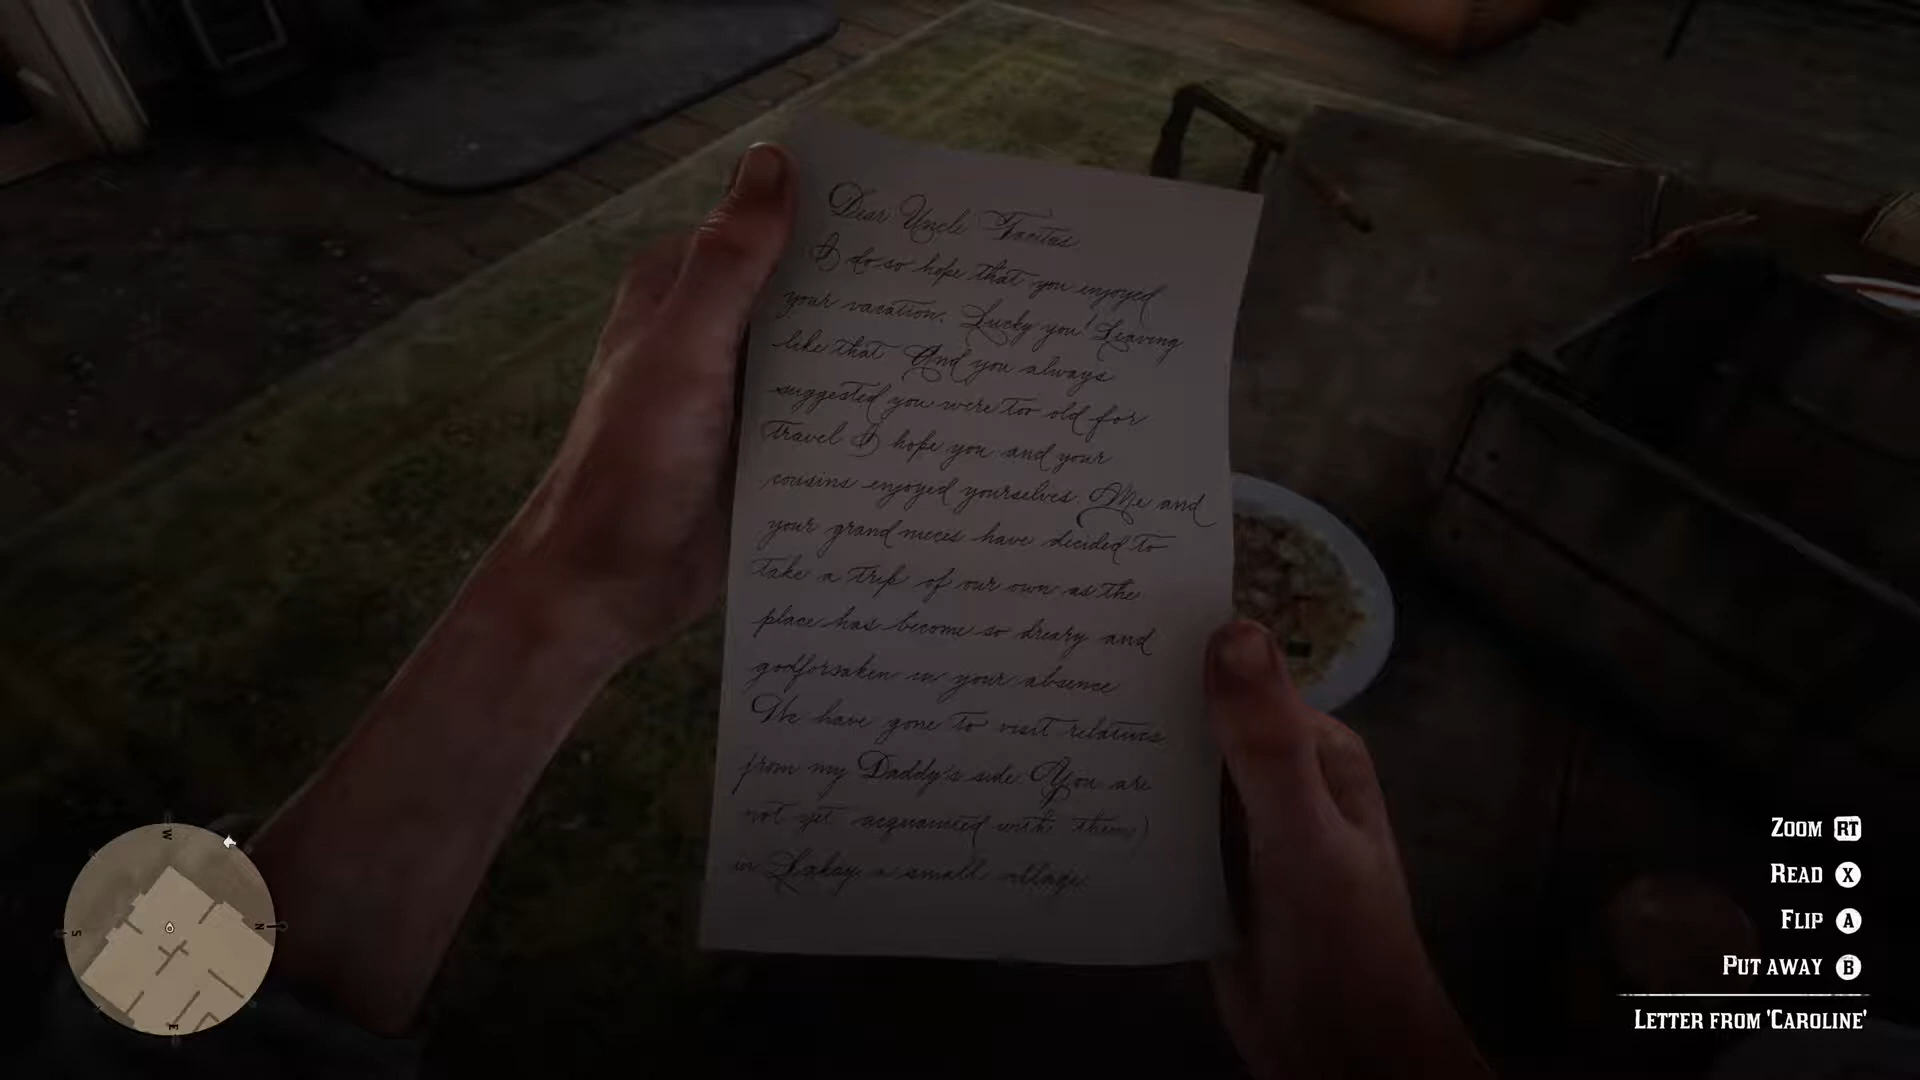 Dear Uncle Tacitus
I do so hope that you enjoyed
your vacation. Lucky you! Leaving
like that And you always
suggested you were too old for
travel I hope you and your
cousins enjoyed yourselves. Me and
your grand nieces have decided to
take a trip of our own as the
place has become so dreary and
godforsaken in your absence
We have gone to visit relatives
from my Daddy's side. (You are
not yet acquainted with them)
in Lakay, a small village
W
S
N
E
ZOOM RT
READ X
FLIP A
PUT AWAY B
LETTER FROM 'CAROLINE'